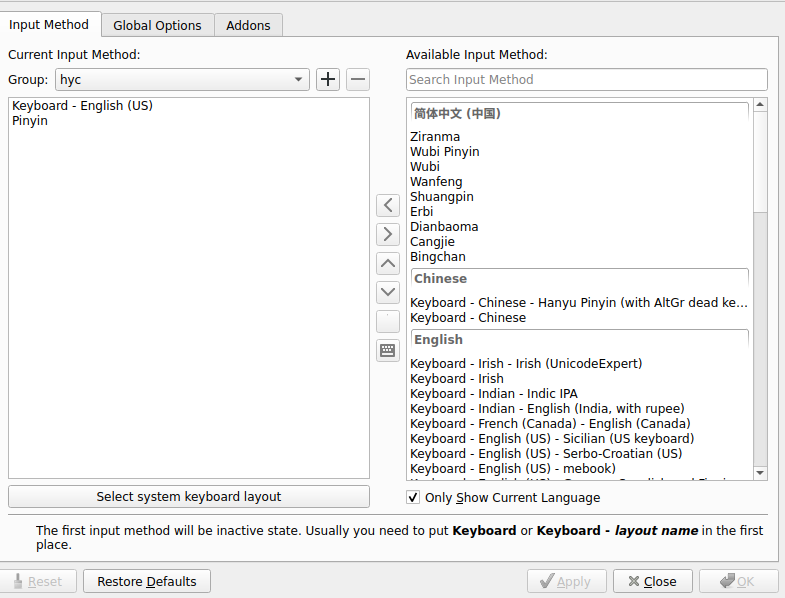 Input Method
Global Options
Addons
Current Input Method:
Available Input Method:
Group:
hyc
Search Input Method
Keyboard - English (US)
Pinyin
简体中文 (中国)
Ziranma
Wubi Pinyin
Wubi
Wanfeng
Shuangpin
Erbi
Dianbaoma
Cangjie
Bingchan
Chinese
Keyboard - Chinese - Hanyu Pinyin (with AltGr dead ke...
Keyboard - Chinese
English
Keyboard - Irish - Irish (UnicodeExpert)
Keyboard - Irish
Keyboard - Indian - Indic IPA
Keyboard - Indian - English (India, with rupee)
Keyboard - French (Canada) - English (Canada)
Keyboard - English (US) - Sicilian (US keyboard)
Keyboard - English (US) - Serbo-Croatian (US)
Keyboard - English (US) - mebook)
Select system keyboard layout
Only Show Current Language
The first input method will be inactive state. Usually you need to put Keyboard or Keyboard - layout name in the first
place.
Reset
Restore Defaults
Apply
Close
OK